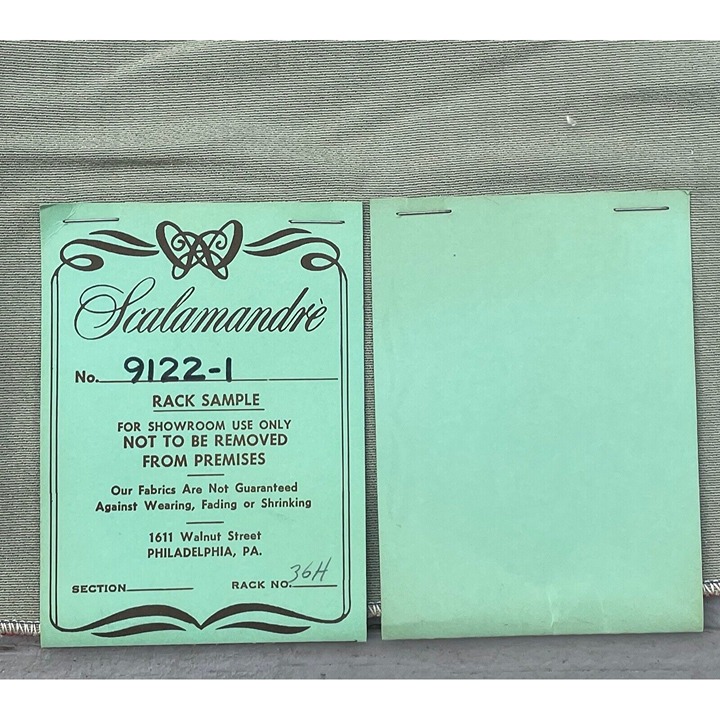 Scalamandrè
No. 9122-1
RACK SAMPLE
FOR SHOWROOM USE ONLY
NOT TO BE REMOVED
FROM PREMISES
Our Fabrics Are Not Guaranteed
Against Wearing, Fading or Shrinking
1611 Walnut Street
PHILADELPHIA, PA.
SECTION RACK NO. 36H